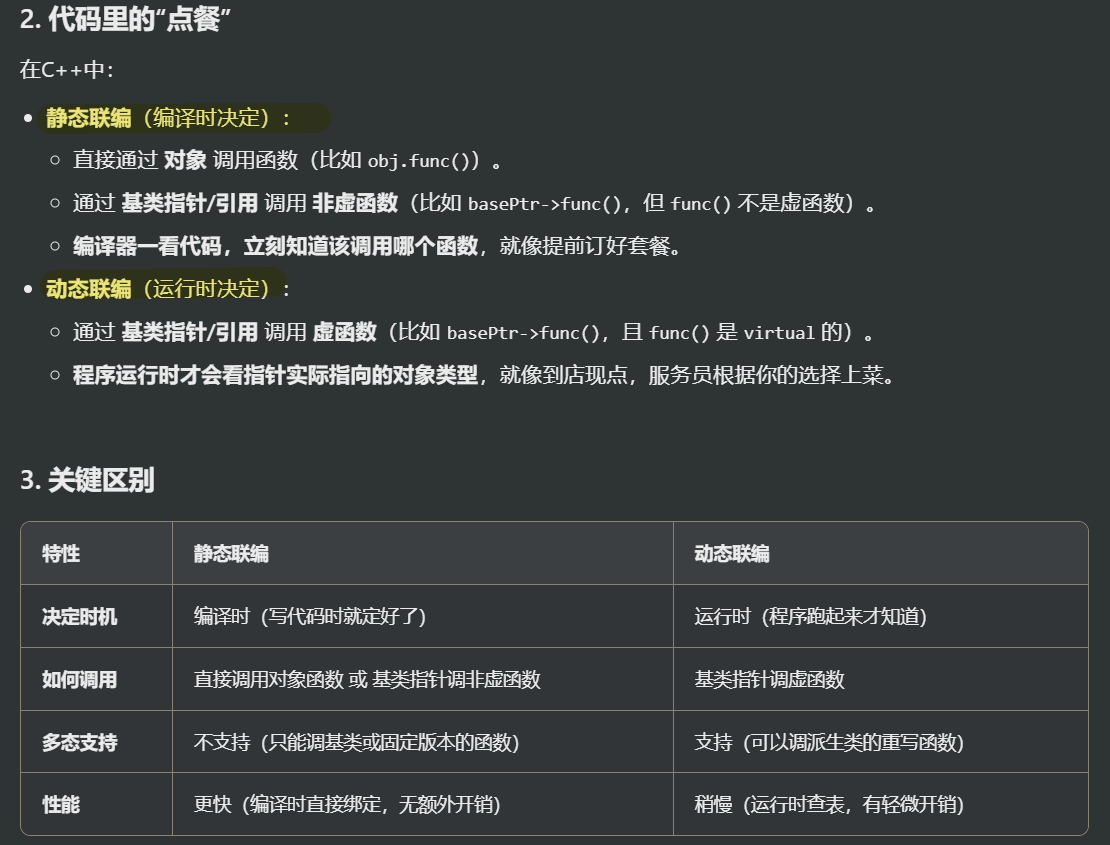 2. 代码里的“点餐”
在C++中：
• 静态联编（编译时决定）：
◦ 直接通过 对象 调用函数（比如 obj.func()）。
◦ 通过 基类指针/引用 调用 非虚函数（比如 basePtr->func()，但 func() 不是虚函数）。
◦ 编译器一看代码，立刻知道该调用哪个函数，就像提前订好套餐。
• 动态联编（运行时决定）：
◦ 通过 基类指针/引用 调用 虚函数（比如 basePtr->func()，且 func() 是 virtual 的）。
◦ 程序运行时才会看指针实际指向的对象类型，就像到店现点，服务员根据你的选择上菜。
3. 关键区别
特性 静态联编 动态联编
决定时机 编译时（写代码时就定好了） 运行时（程序跑起来才知道）
如何调用 直接调用对象函数 或 基类指针调非虚函数 基类指针调虚函数
多态支持 不支持（只能调基类或固定版本的函数） 支持（可以调派生类的重写函数）
性能 更快（编译时直接绑定，无额外开销） 稍慢（运行时查表，有轻微开销）